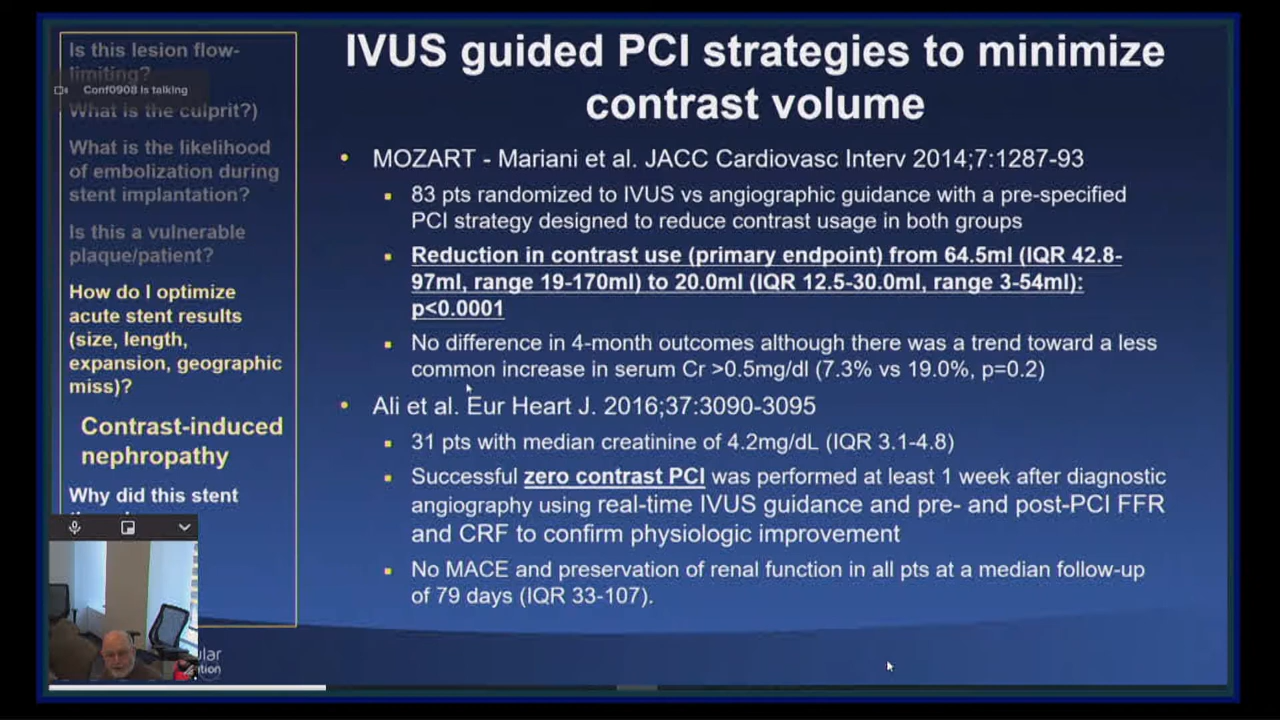 IVUS guided PCI strategies to minimize
contrast volume
Is this lesion flow-
limiting?
Conf0908 is talking
What is the culprit?)
What is the likelihood
of embolization during
stent implantation?
Is this a vulnerable
plaque/patient?
How do I optimize
acute stent results
(size, length,
expansion, geographic
miss)?
Contrast-induced
nephropathy
Why did this stent
• MOZART - Mariani et al. JACC Cardiovasc Interv 2014;7:1287-93
▪ 83 pts randomized to IVUS vs angiographic guidance with a pre-specified
PCI strategy designed to reduce contrast usage in both groups
▪ Reduction in contrast use (primary endpoint) from 64.5ml (IQR 42.8-
97ml, range 19-170ml) to 20.0ml (IQR 12.5-30.0ml, range 3-54ml):
p<0.0001
▪ No difference in 4-month outcomes although there was a trend toward a less
common increase in serum Cr >0.5mg/dl (7.3% vs 19.0%, p=0.2)
• Ali et al. Eur Heart J. 2016;37:3090-3095
▪ 31 pts with median creatinine of 4.2mg/dL (IQR 3.1-4.8)
▪ Successful zero contrast PCI was performed at least 1 week after diagnostic
angiography using real-time IVUS guidance and pre- and post-PCI FFR
and CRF to confirm physiologic improvement
▪ No MACE and preservation of renal function in all pts at a median follow-up
of 79 days (IQR 33-107).